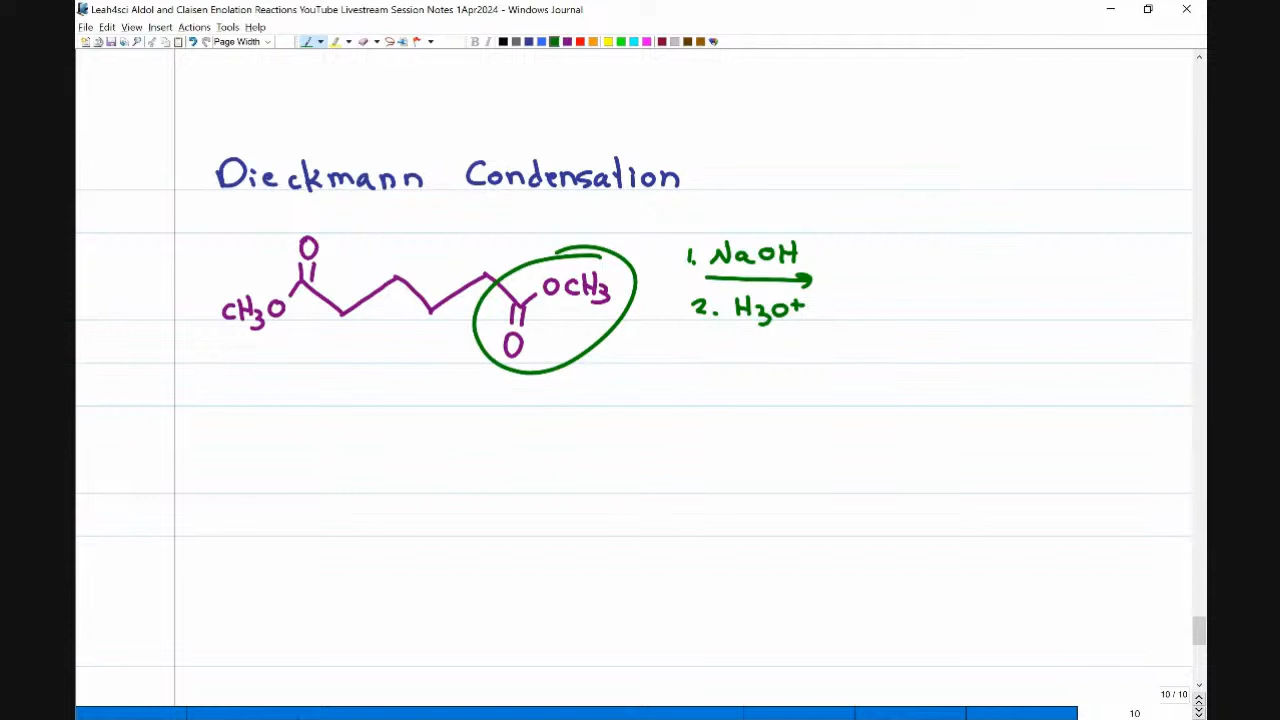 Leah4sci Aldol and Claisen Enolation Reactions YouTube Livestream Session Notes 1Apr2024 - Windows Journal
File Edit View Insert Actions Tools Help
Page Width
B I
Dieckmann Condensation
O
1. NaOH
OCH3
CH3O
2. H3O+
O
10 / 10
10